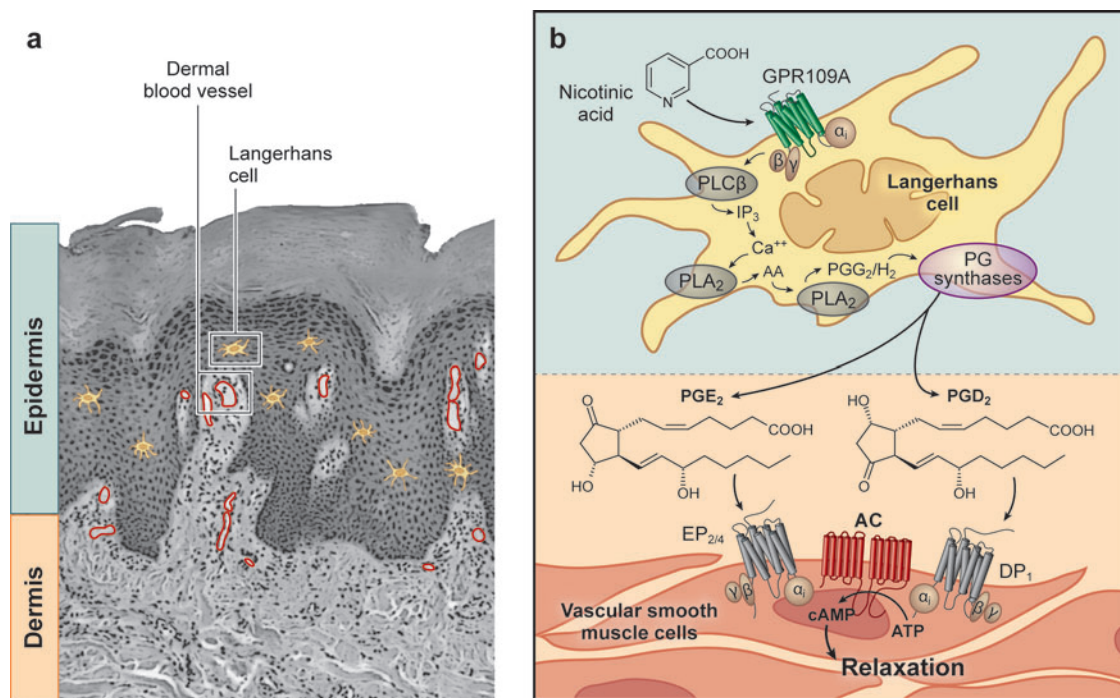 a
Dermal
blood vessel
Langerhans
cell
Epidermis
Dermis
b
COOH
N
Nicotinic
acid
GPR109A
αi
β
γ
PLCβ
IP3
Ca++
Langerhans
cell
PLA2
AA
PGG2/H2
PLA2
PG
synthases
PGE2
PGD2
O
COOH
HO
OH
HO
COOH
O
OH
EP2/4
AC
DP1
γ
β
αi
αi
β
γ
cAMP
ATP
Vascular smooth
muscle cells
Relaxation